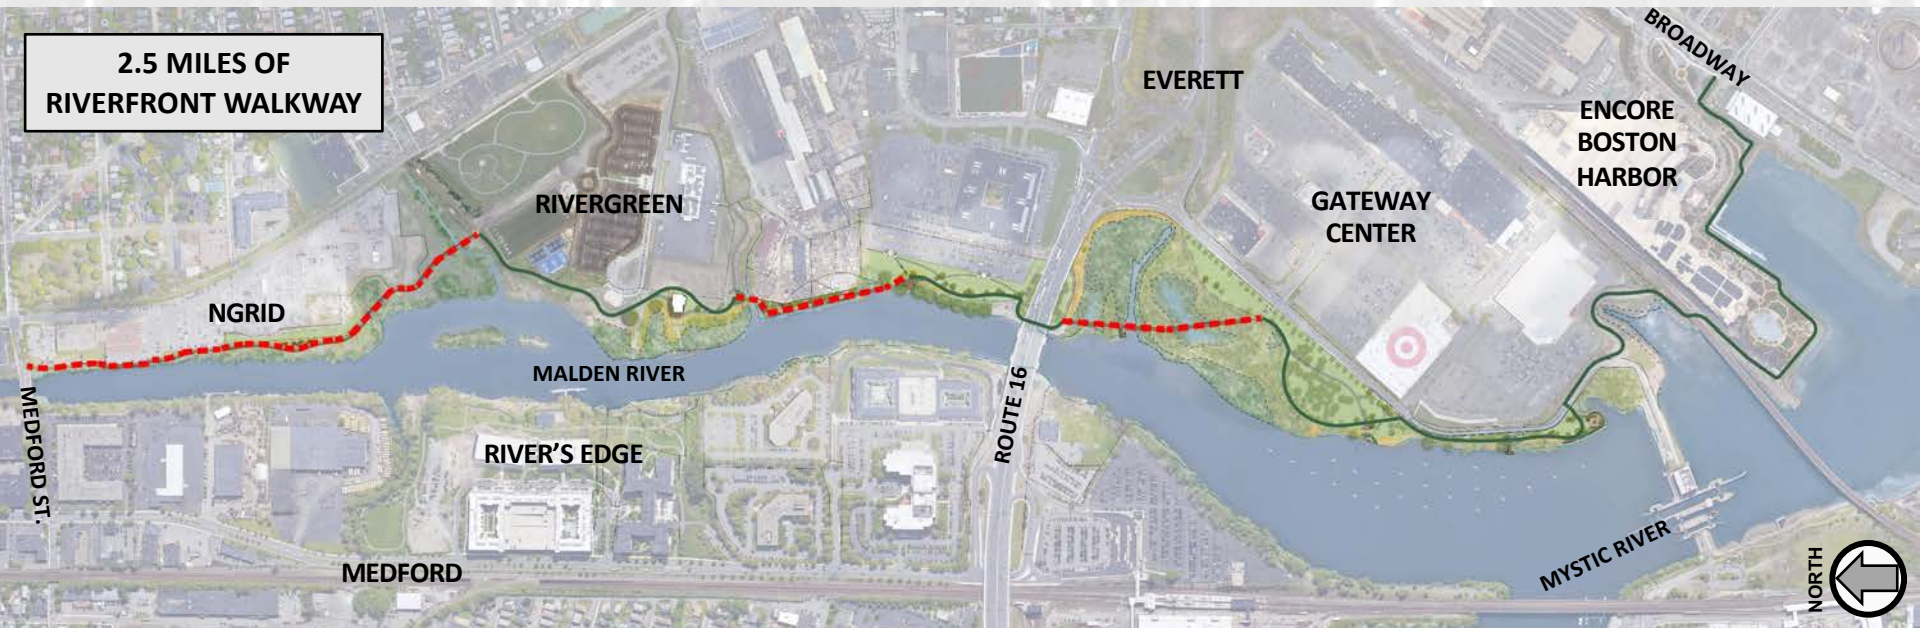 2.5 MILES OF
RIVERFRONT WALKWAY
BROADWAY
EVERETT
ENCORE
BOSTON
HARBOR
RIVERGREEN
GATEWAY
CENTER
NGRID
MALDEN RIVER
MEDFORD ST.
ROUTE 16
RIVER'S EDGE
MYSTIC RIVER
MEDFORD
NORTH